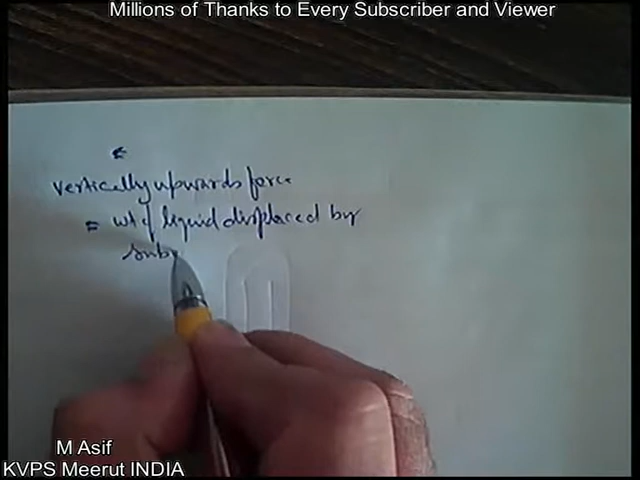 Millions of Thanks to Every Subscriber and Viewer
vertically upwards force
= wt of liquid displaced by
sub
M Asif
KVPS Meerut INDIA